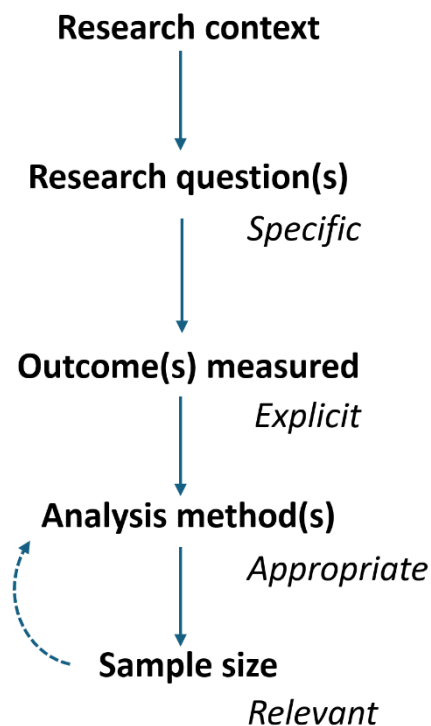 Research context
Research question(s)
Specific
Outcome(s) measured
Explicit
Analysis method(s)
Appropriate
Sample size
Relevant